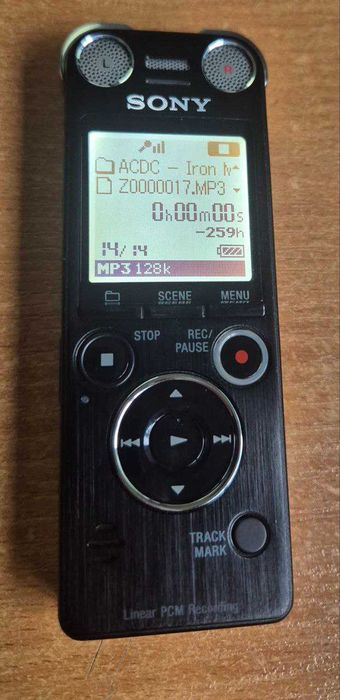 L
R
SONY
ACDC - Iron M
Z0000017.MP3
0h00m00s
-259h
14/14
MP3 128k
SCENE
MENU
STOP
REC/
PAUSE
TRACK
MARK
Linear PCM Recording